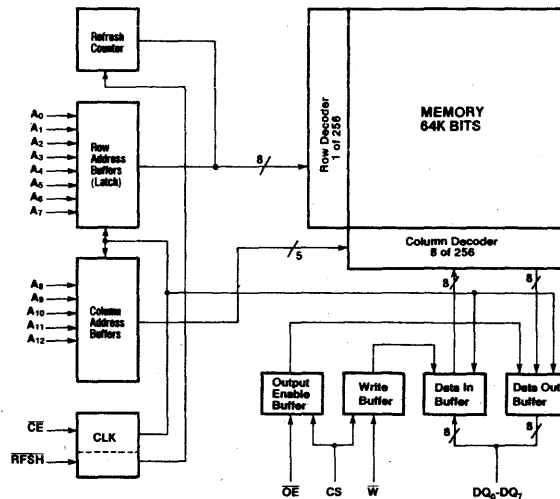 Refresh
Counter
A0
A1
A2
A3
A4
A5
A6
A7
Row
Address
Buffers
(Latch)
8
Row Decoder
1 of 256
MEMORY
64K BITS
Column Decoder
8 of 256
5
A8
A9
A10
A11
A12
Column
Address
Buffers
8
8
Output
Enable
Buffer
Write
Buffer
Data In
Buffer
Data Out
Buffer
CE
RFSH
CLK
8
8
OE
CS
W
DQ0-DQ7